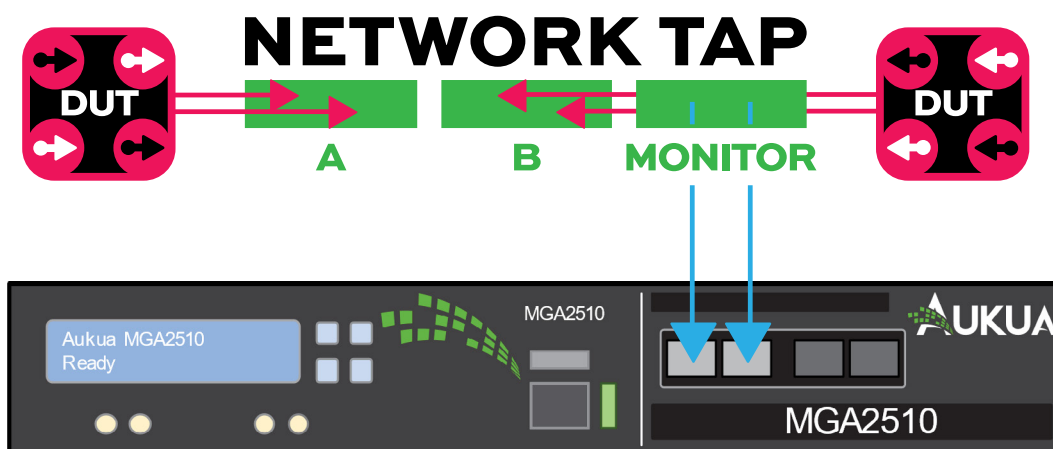 NETWORK TAP
DUT
DUT
A
B
MONITOR
MGA2510
AUKUA
Aukua MGA2510
Ready
MGA2510